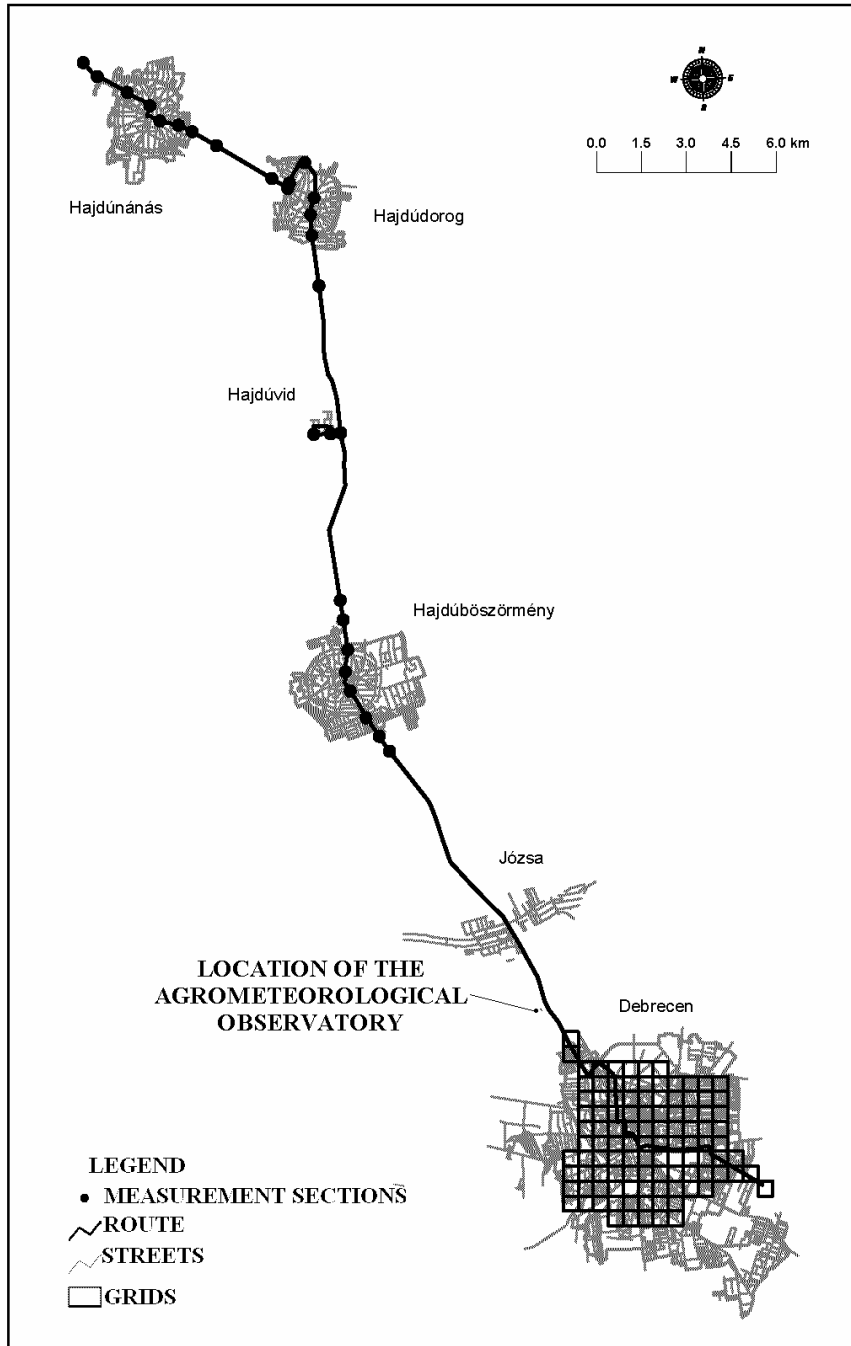 N
W E
S
0.0 1.5 3.0 4.5 6.0 km
Hajdúnánás
Hajdúdorog
Hajdúvid
Hajdúböszörmény
Józsa
LOCATION OF THE
AGROMETEOROLOGICAL
OBSERVATORY
Debrecen
LEGEND
MEASUREMENT SECTIONS
ROUTE
STREETS
GRIDS